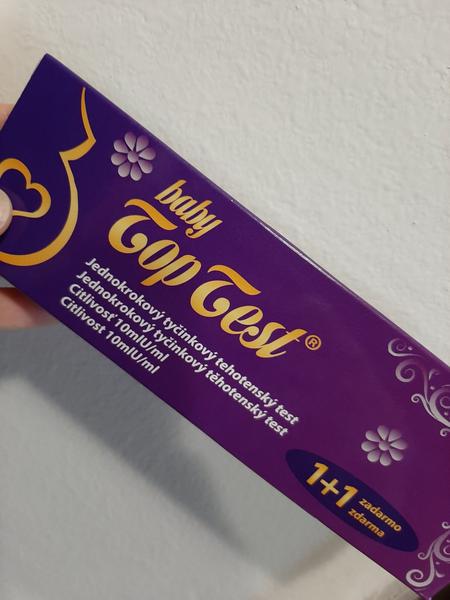 baby
Top Test®
Jednokrokový tyčinkový tehotenský test
Citlivosť 10mIU/ml
Jednokrokový tyčinkový těhotenský test
Citlivost 10mIU/ml
1+1 zadarmo
zdarma